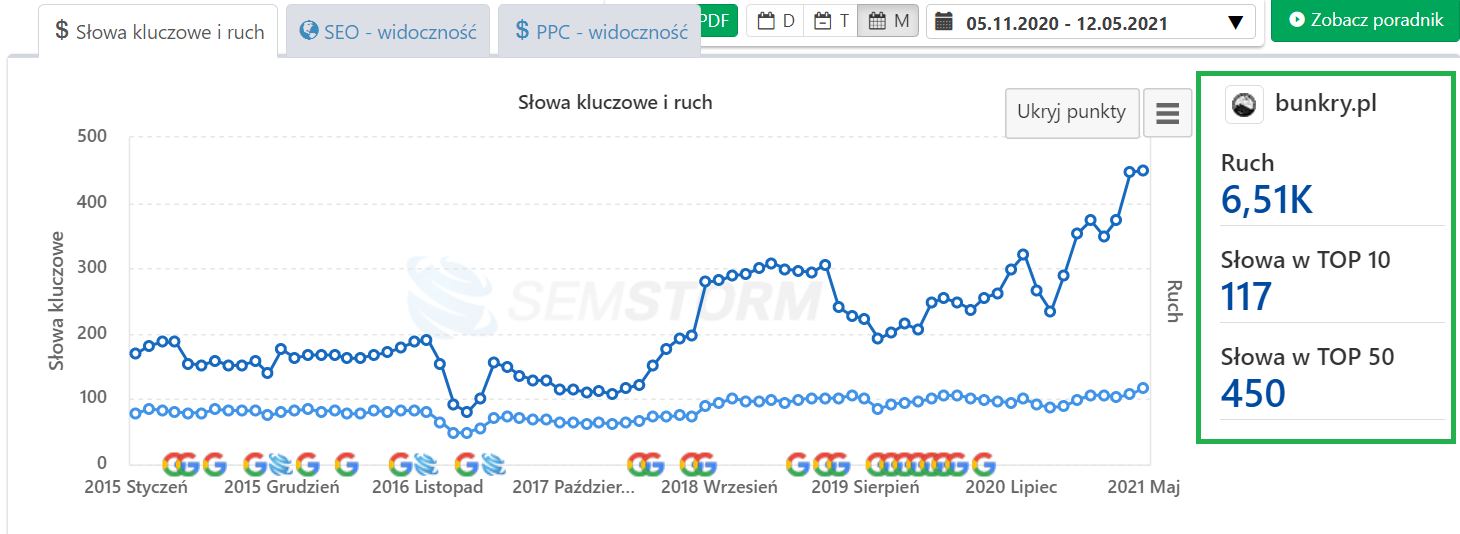 $ Słowa kluczowe i ruch
SEO - widoczność
$ PPC - widoczność
PDF
D
T
M
05.11.2020 - 12.05.2021 ▼
Zobacz poradnik
Słowa kluczowe i ruch
Ukryj punkty
bunkry.pl
Ruch
6,51K
Słowa w TOP 10
117
Słowa w TOP 50
450
500
400
300
200
100
0
Słowa kluczowe
Ruch
SEMSTORM
2015 Styczeń
2015 Grudzień
2016 Listopad
2017 Paździer...
2018 Wrzesień
2019 Sierpień
2020 Lipiec
2021 Maj